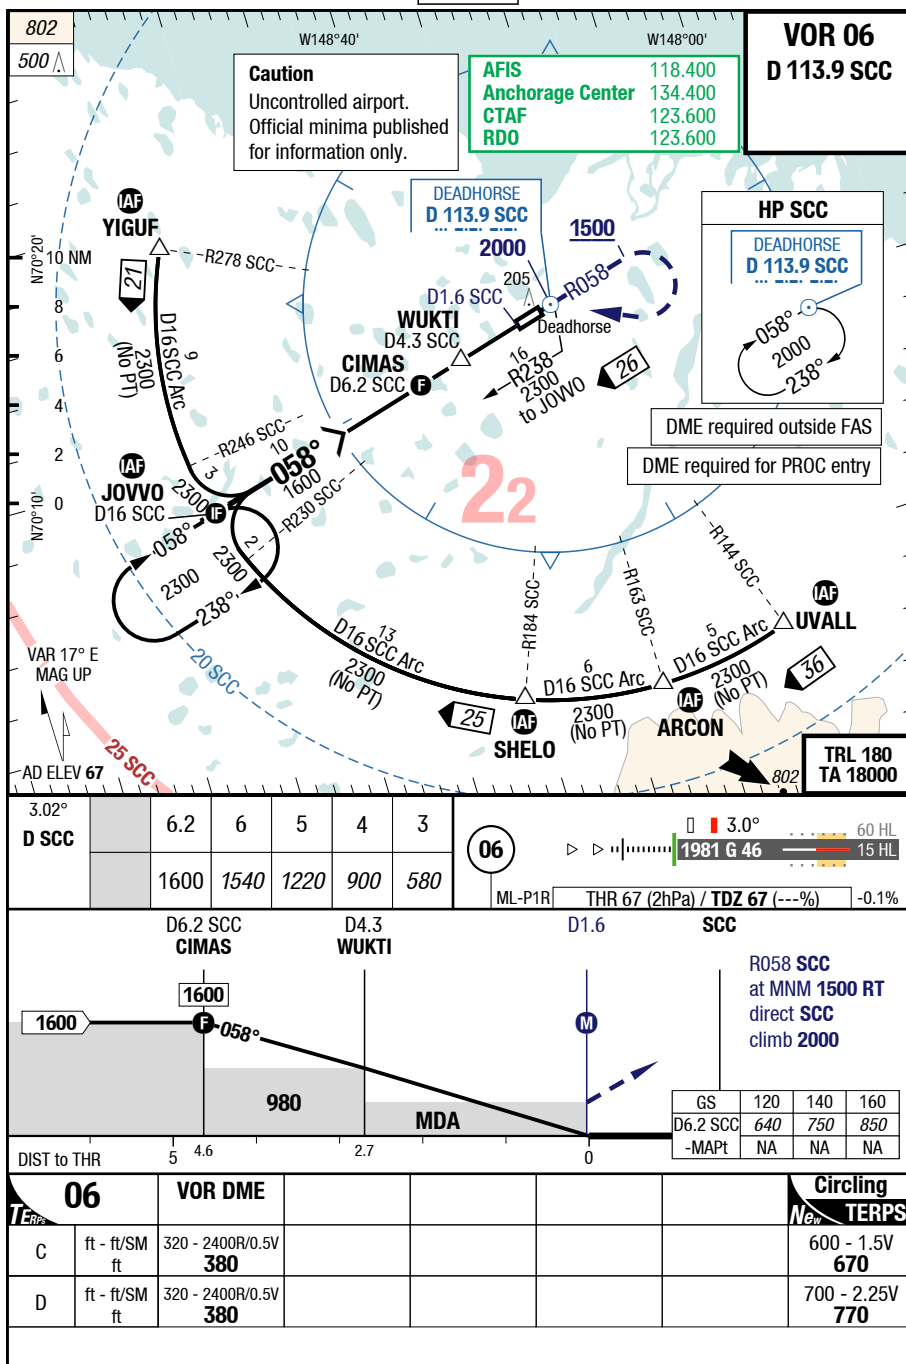 802
500
W148°40'
W148°00'
VOR 06
D 113.9 SCC
Caution
Uncontrolled airport.
Official minima published
for information only.
AFIS 118.400
Anchorage Center 134.400
CTAF 123.600
RDO 123.600
IAF
YIGUF
N70°20'
10 NM
8
6
4
2
0
N70°10'
R278 SCC
21
9
D16 SCC Arc
2300
(No PT)
DEADHORSE
D 113.9 SCC
2000
1500
R058
205
D1.6 SCC
Deadhorse
WUKTI
D4.3 SCC
CIMAS
D6.2 SCC
F
16
R238
2300
to JOVVO
26
HP SCC
DEADHORSE
D 113.9 SCC
058°
2000
238°
DME required outside FAS
DME required for PROC entry
R246 SCC
10
058°
1600
R230 SCC
3
2300
IAF
JOVVO
D16 SCC
IF
058°
2300
238°
2
2300
22
R184 SCC
R163 SCC
R144 SCC
IAF
UVALL
13
D16 SCC Arc
2300
(No PT)
6
D16 SCC Arc
2300
(No PT)
5
D16 SCC Arc
2300
(No PT)
36
25
IAF
SHELO
IAF
ARCON
VAR 17° E
MAG UP
20 SCC
25 SCC
AD ELEV 67
802
TRL 180
TA 18000
3.02°
D SCC
6.2 6 5 4 3
1600 1540 1220 900 580
06
3.0°
60 HL
1981 G 46
15 HL
ML-P1R
THR 67 (2hPa) / TDZ 67 (---%)
-0.1%
D6.2 SCC
CIMAS
D4.3
WUKTI
D1.6
SCC
1600
1600
F
058°
M
R058 SCC
at MNM 1500 RT
direct SCC
climb 2000
980
MDA
GS 120 140 160
D6.2 SCC 640 750 850
-MAPt NA NA NA
DIST to THR
5
4.6
2.7
0
TERPS
06
VOR DME
Circling
New TERPS
C
ft - ft/SM
ft
320 - 2400R/0.5V
380
600 - 1.5V
670
D
ft - ft/SM
ft
320 - 2400R/0.5V
380
700 - 2.25V
770